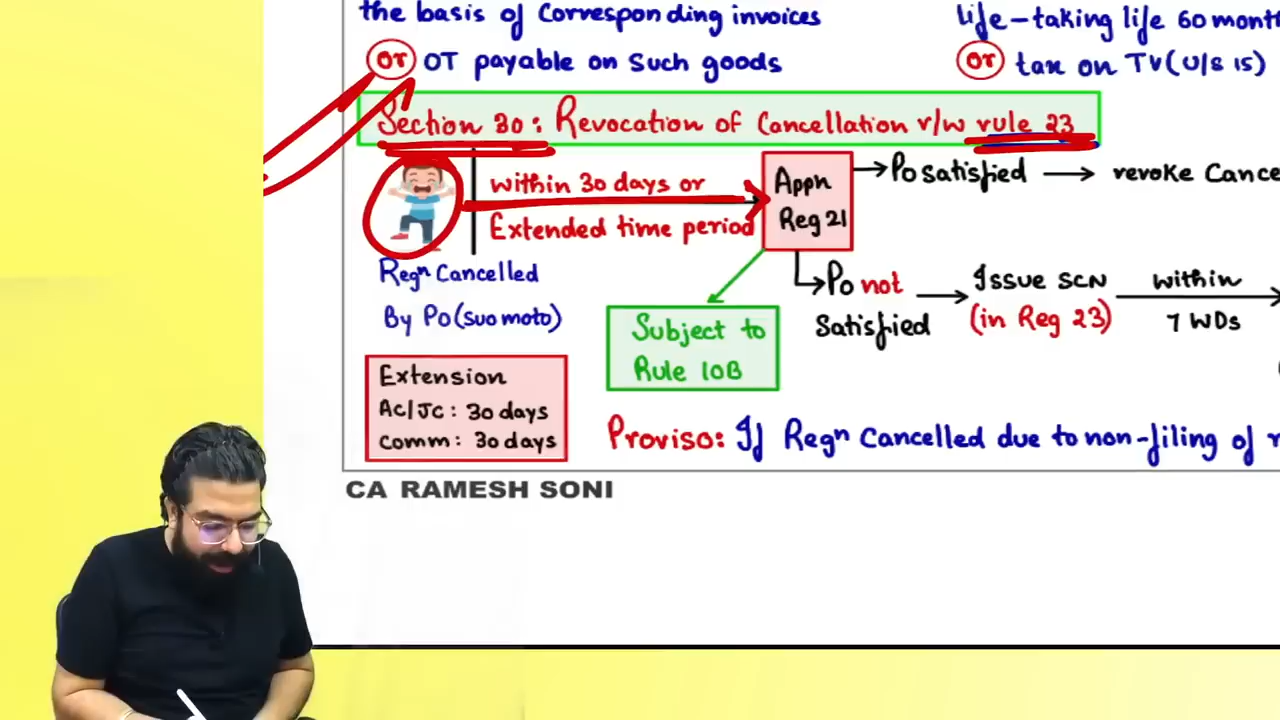 the basis of Corresponding invoices
life-taking life 60 month
or OT payable on Such goods
or tax on TV(U/S 15)
Section 30: Revocation of Cancellation r/w rule 23
within 30 days or
Extended time period
Appn
Reg 21
Po satisfied
revoke Cance
Regn Cancelled
By Po (suo moto)
Po not
Satisfied
Issue SCN
(in Reg 23)
within
7 WDs
Subject to
Rule 10B
Extension
AC/JC: 30 days
Comm: 30 days
Proviso: If Regn Cancelled due to non-filing of
CA RAMESH SONI